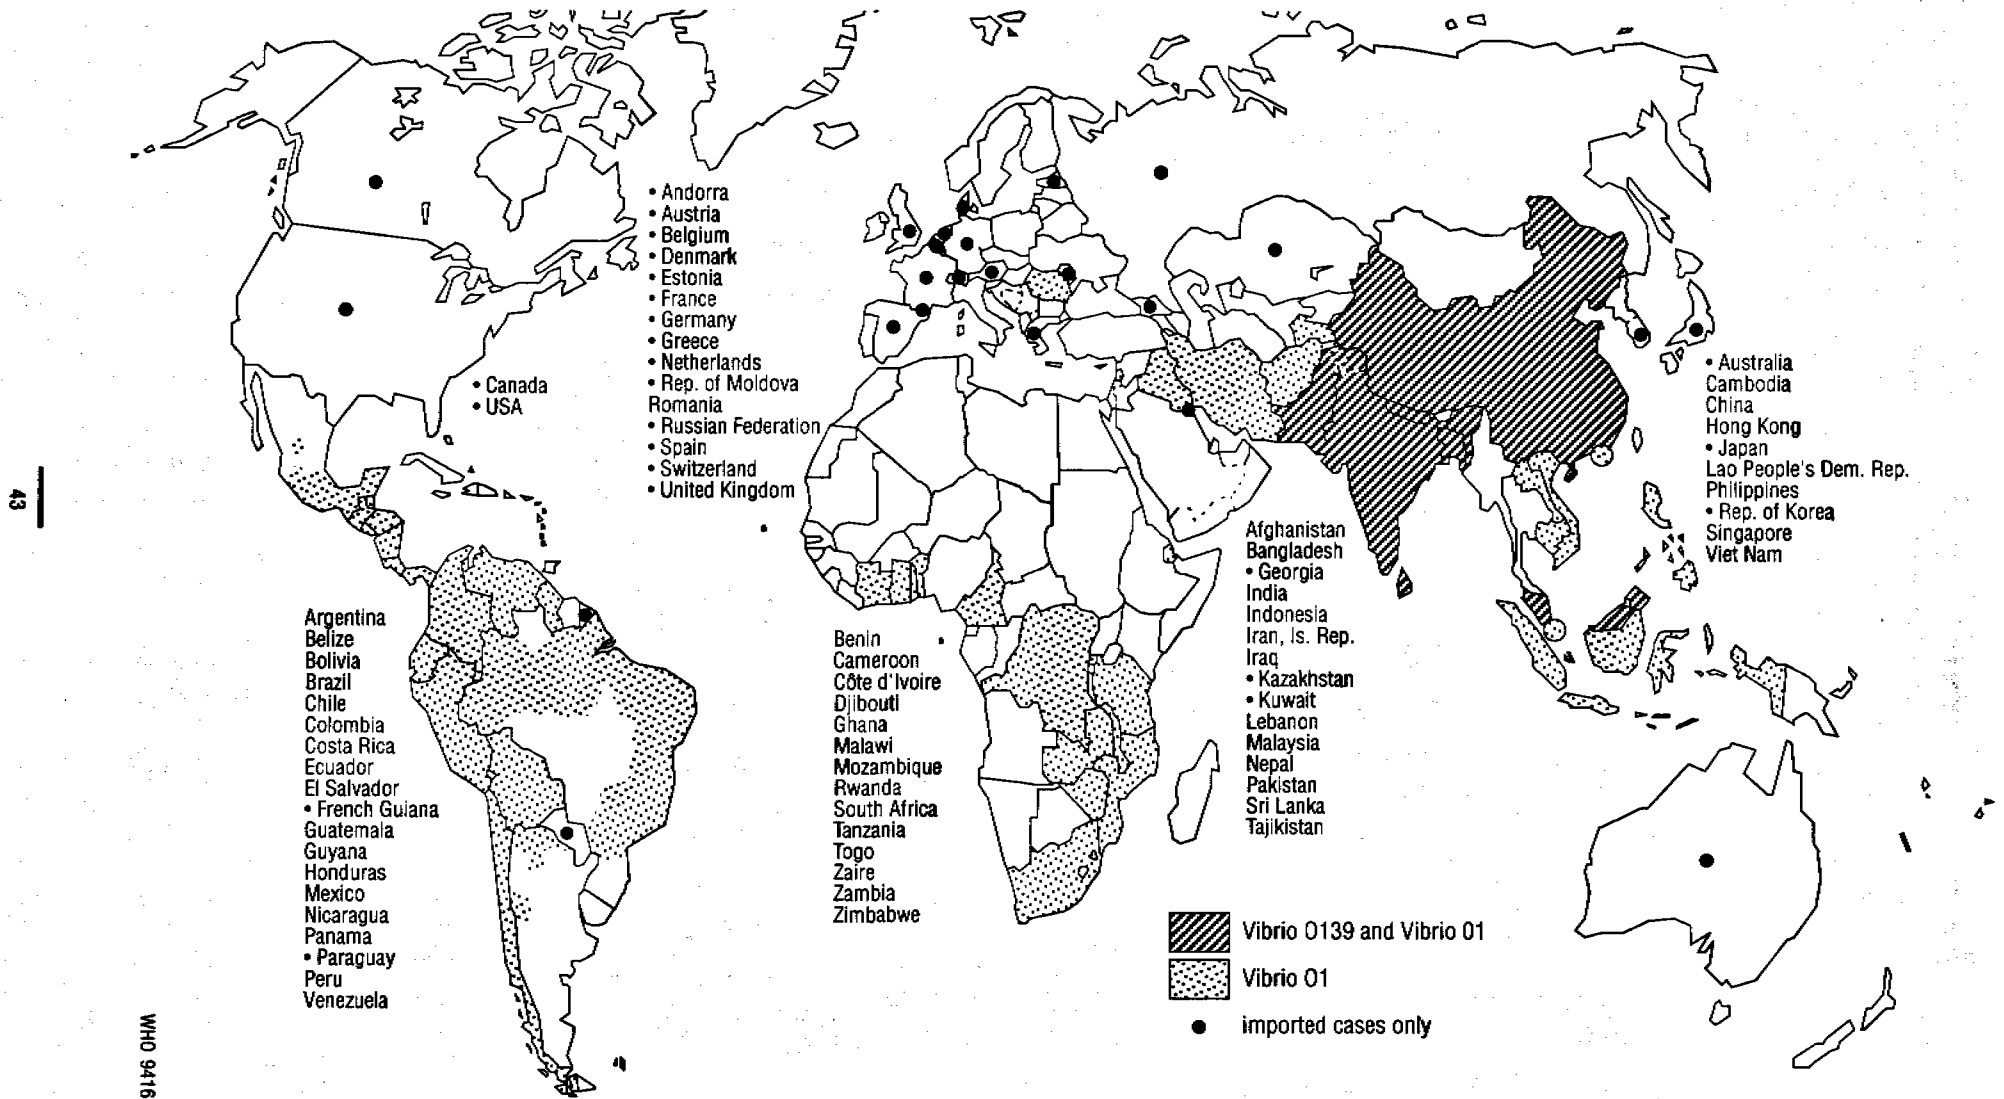 • Andorra
• Austria
• Belgium
• Denmark
• Estonia
• France
• Germany
• Greece
• Netherlands
• Rep. of Moldova
Romania
• Russian Federation
• Spain
• Switzerland
• United Kingdom
• Canada
• USA
• Australia
Cambodia
China
Hong Kong
• Japan
Lao People's Dem. Rep.
Philippines
• Rep. of Korea
Singapore
Viet Nam
43
Afghanistan
Bangladesh
• Georgia
India
Indonesia
Iran, Is. Rep.
Iraq
• Kazakhstan
• Kuwait
Lebanon
Malaysia
Nepal
Pakistan
Sri Lanka
Tajikistan
Argentina
Belize
Bolivia
Brazil
Chile
Colombia
Costa Rica
Ecuador
El Salvador
• French Guiana
Guatemala
Guyana
Honduras
Mexico
Nicaragua
Panama
• Paraguay
Peru
Venezuela
Benin
Cameroon
Côte d'Ivoire
Djibouti
Ghana
Malawi
Mozambique
Rwanda
South Africa
Tanzania
Togo
Zaire
Zambia
Zimbabwe
Vibrio O139 and Vibrio O1
Vibrio O1
• imported cases only
WHO 9416